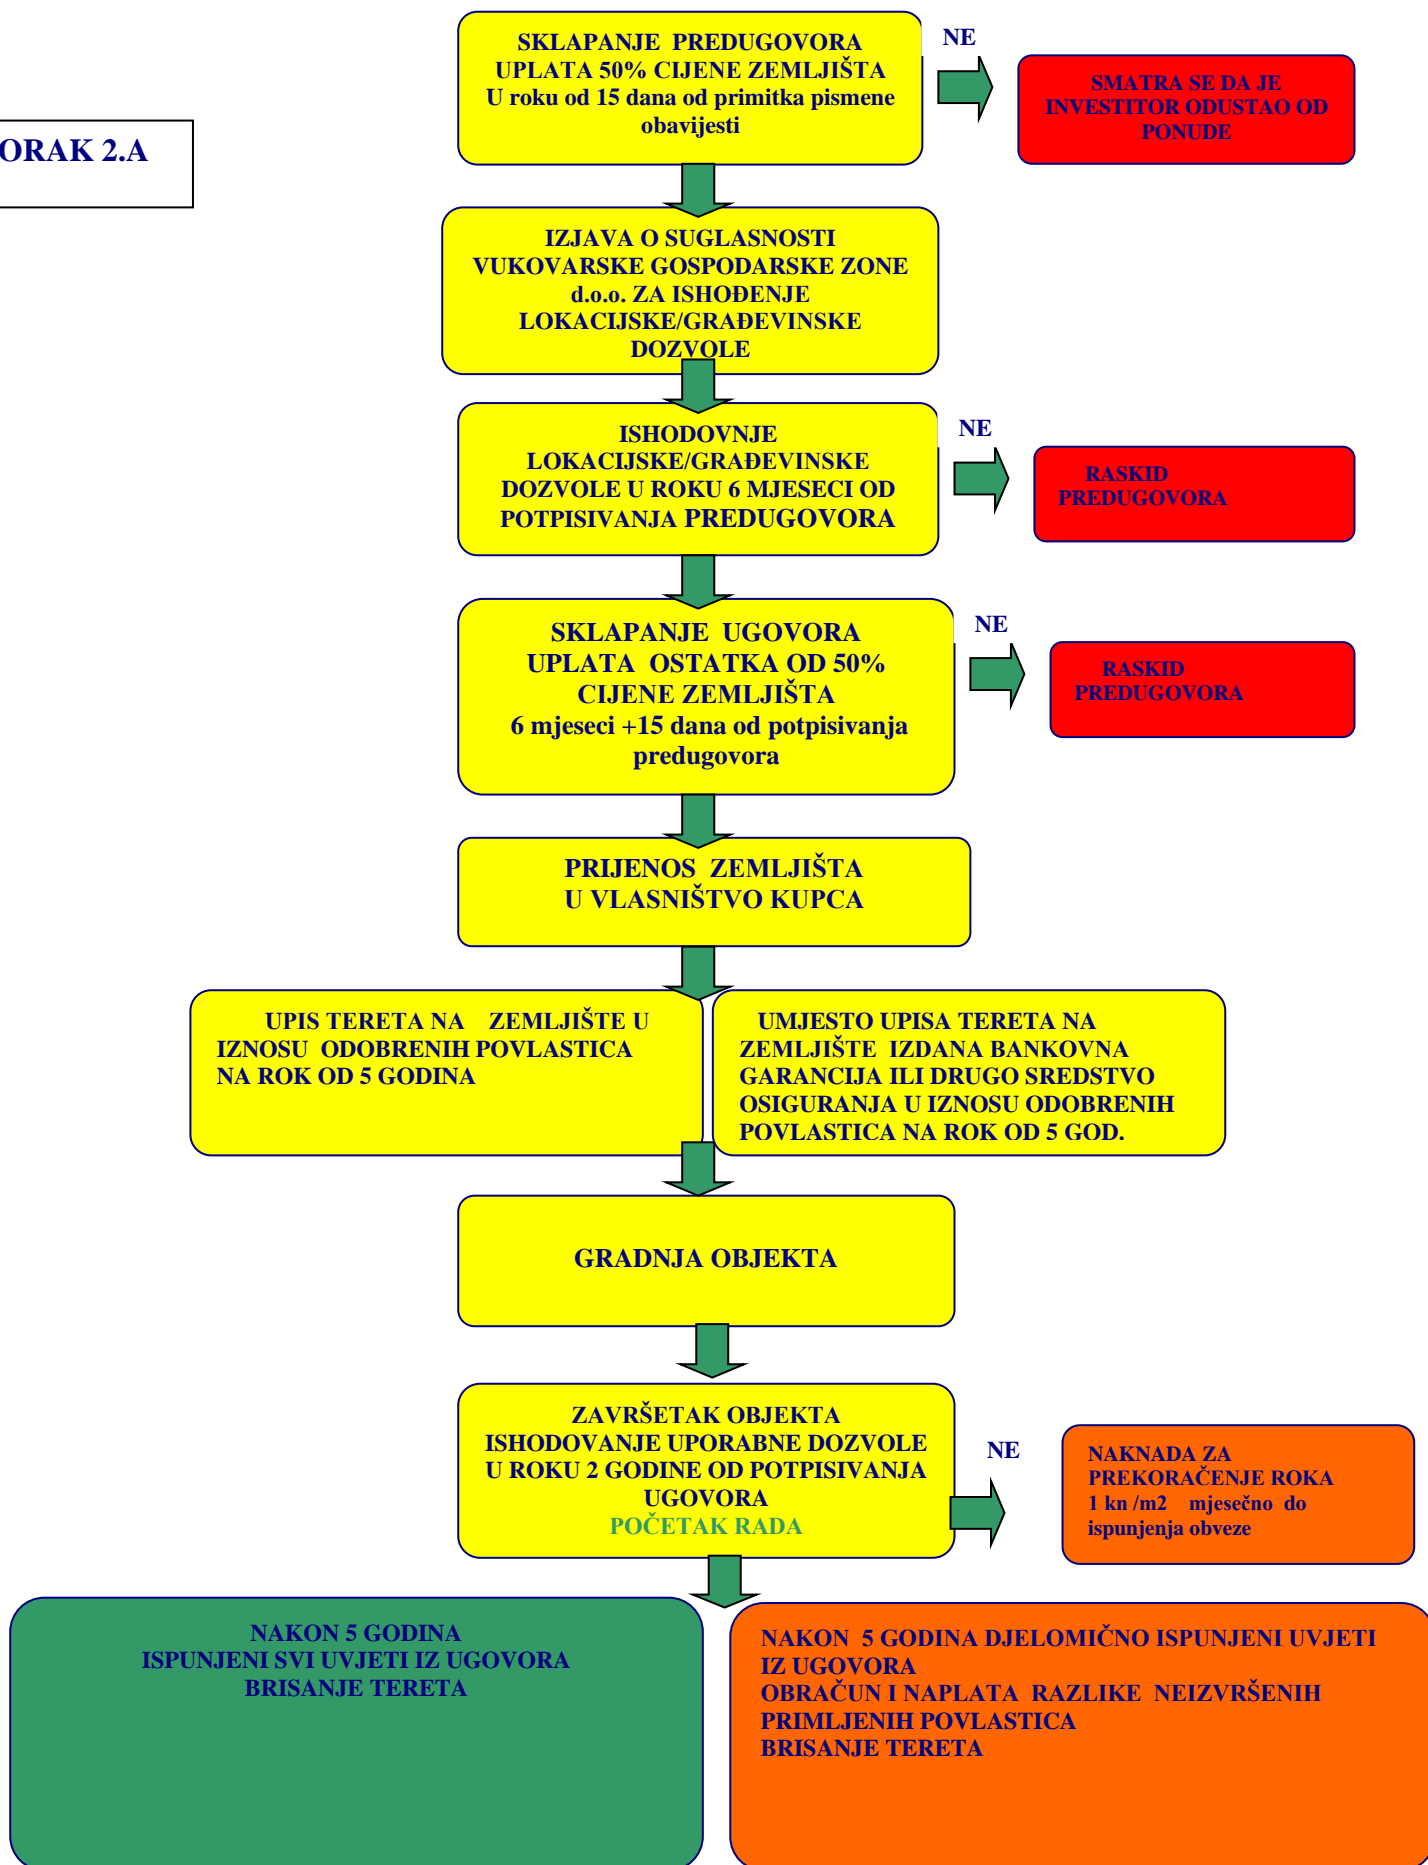 SKLAPANJE PREDUGOVORA
UPLATA 50% CIJENE ZEMLJIŠTA
U roku od 15 dana od primitka pismene
obavijesti
NE
SMATRA SE DA JE
INVESTITOR ODUSTAO OD
PONUDE
ORAK 2.A
IZJAVA O SUGLASNOSTI
VUKOVARSKE GOSPODARSKE ZONE
d.o.o. ZA ISHOĐENJE
LOKACIJSKE/GRAĐEVINSKE
DOZVOLE
ISHODOVNJE
LOKACIJSKE/GRAĐEVINSKE
DOZVOLE U ROKU 6 MJESECI OD
POTPISIVANJA PREDUGOVORA
NE
RASKID
PREDUGOVORA
SKLAPANJE UGOVORA
UPLATA OSTATKA OD 50%
CIJENE ZEMLJIŠTA
6 mjeseci +15 dana od potpisivanja
predugovora
NE
RASKID
PREDUGOVORA
PRIJENOS ZEMLJIŠTA
U VLASNIŠTVO KUPCA
UPIS TERETA NA ZEMLJIŠTE U
IZNOSU ODOBRENIH POVLASTICA
NA ROK OD 5 GODINA
UMJESTO UPISA TERETA NA
ZEMLJIŠTE IZDANA BANKOVNA
GARANCIJA ILI DRUGO SREDSTVO
OSIGURANJA U IZNOSU ODOBRENIH
POVLASTICA NA ROK OD 5 GOD.
GRADNJA OBJEKTA
ZAVRŠETAK OBJEKTA
ISHODOVANJE UPORABNE DOZVOLE
U ROKU 2 GODINE OD POTPISIVANJA
UGOVORA
POČETAK RADA
NE
NAKNADA ZA
PREKORAČENJE ROKA
1 kn /m2 mjesečno do
ispunjenja obveze
NAKON 5 GODINA
ISPUNJENI SVI UVJETI IZ UGOVORA
BRISANJE TERETA
NAKON 5 GODINA DJELOMIČNO ISPUNJENI UVJETI
IZ UGOVORA
OBRAČUN I NAPLATA RAZLIKE NEIZVRŠENIH
PRIMLJENIH POVLASTICA
BRISANJE TERETA